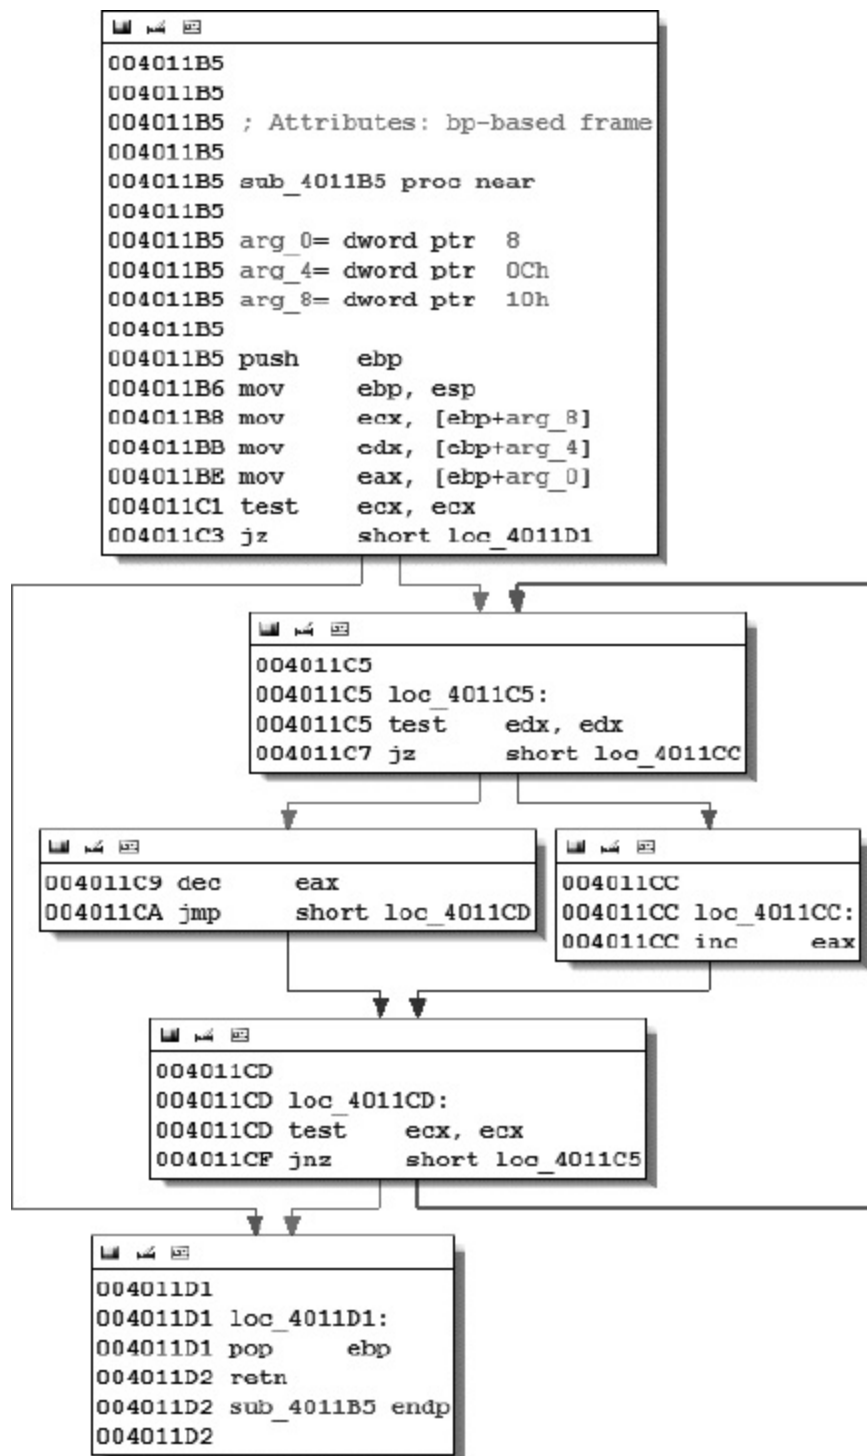 004011B5
004011B5
004011B5 ; Attributes: bp-based frame
004011B5
004011B5 sub_4011B5 proc near
004011B5
004011B5 arg_0= dword ptr  8
004011B5 arg_4= dword ptr  0Ch
004011B5 arg_8= dword ptr  10h
004011B5
004011B5 push    ebp
004011B6 mov     ebp, esp
004011B8 mov     ecx, [ebp+arg_8]
004011BB mov     edx, [ebp+arg_4]
004011BE mov     eax, [ebp+arg_0]
004011C1 test    ecx, ecx
004011C3 jz      short loc_4011D1
004011C5
004011C5 loc_4011C5:
004011C5 test    edx, edx
004011C7 jz      short loc_4011CC
004011C9 dec     eax
004011CA jmp     short loc_4011CD
004011CC
004011CC loc_4011CC:
004011CC inc     eax
004011CD
004011CD loc_4011CD:
004011CD test    ecx, ecx
004011CF jnz     short loc_4011C5
004011D1
004011D1 loc_4011D1:
004011D1 pop     ebp
004011D2 retn
004011D2 sub_4011B5 endp
004011D2